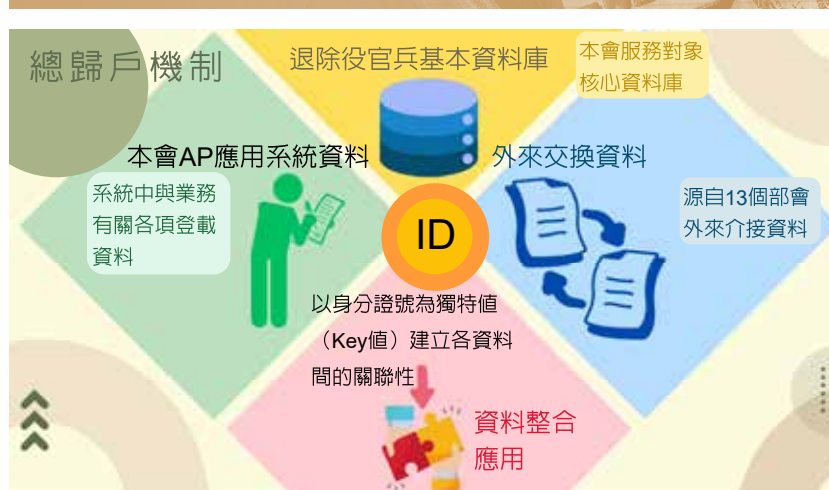 總歸戶機制
退除役官兵基本資料庫
本會服務對象
核心資料庫
本會AP應用系統資料
外來交換資料
系統中與業務
有關各項登載
資料
源自13個部會
外來介接資料
ID
以身分證號為獨特值
（Key值）建立各資料
間的關聯性
資料整合
應用